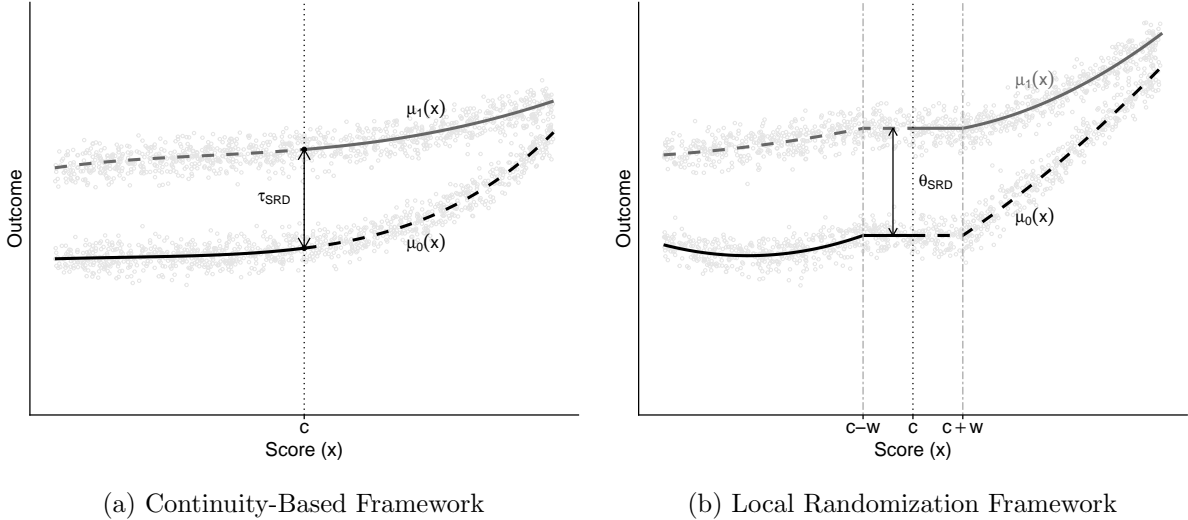 Outcome
μ₁(x)
τSRD
μ₀(x)
c
Score (x)
(a) Continuity-Based Framework
Outcome
μ₁(x)
θSRD
μ₀(x)
c−w
c
c+w
Score (x)
(b) Local Randomization Framework